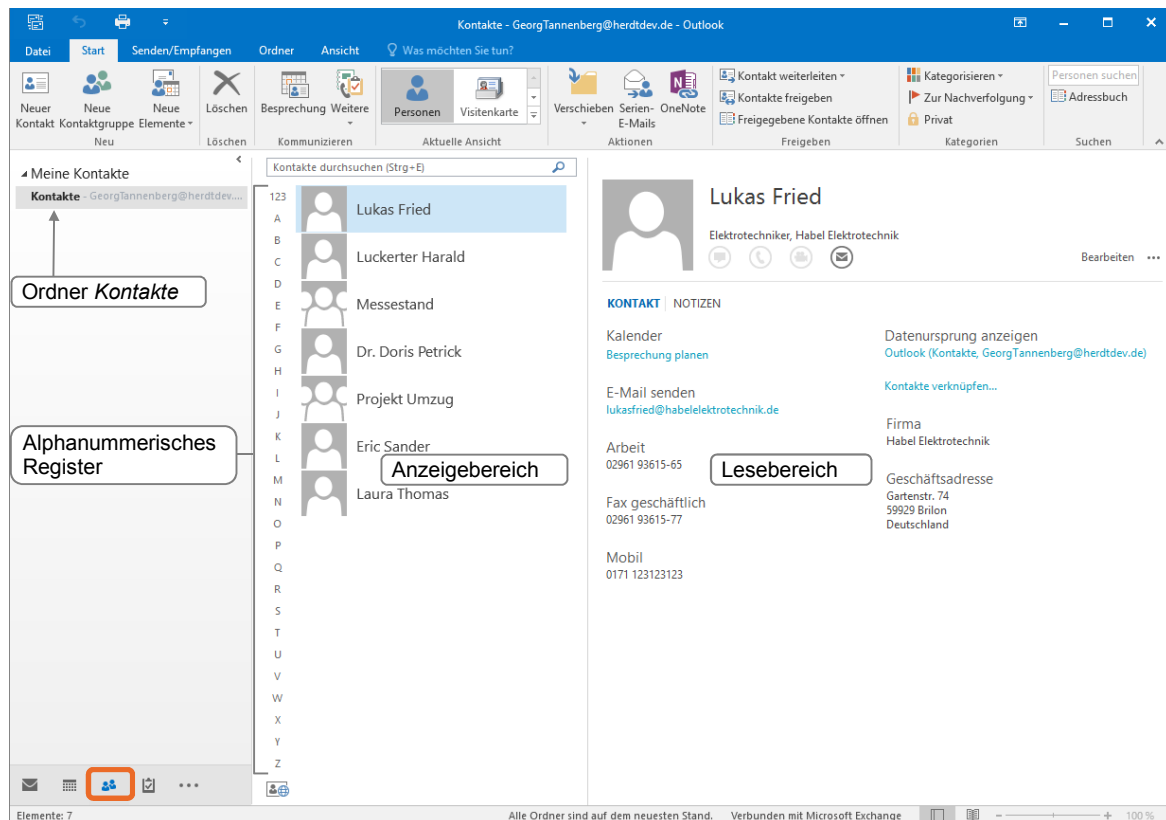 Kontakte - GeorgTannenberg@herdtdev.de - Outlook
Datei Start Senden/Empfangen Ordner Ansicht Was möchten Sie tun?
Neuer Kontakt
Neue Kontaktgruppe
Neue Elemente
Neu
Löschen
Löschen
Besprechung
Weitere
Kommunizieren
Personen
Visitenkarte
Aktuelle Ansicht
Verschieben
Serien-E-Mails
OneNote
Aktionen
Kontakt weiterleiten
Kontakte freigeben
Freigegebene Kontakte öffnen
Freigeben
Kategorisieren
Zur Nachverfolgung
Privat
Kategorien
Personen suchen
Adressbuch
Suchen
Meine Kontakte
Kontakte - GeorgTannenberg@herdtdev....
Ordner Kontakte
Alphanummerisches
Register
Kontakte durchsuchen (Strg+E)
123
A
B
C
D
E
F
G
H
I
J
K
L
M
N
O
P
Q
R
S
T
U
V
W
X
Y
Z
Lukas Fried
Luckerter Harald
Messestand
Dr. Doris Petrick
Projekt Umzug
Eric Sander
Anzeigebereich
Laura Thomas
Lukas Fried
Elektrotechniker, Habel Elektrotechnik
Bearbeiten
KONTAKT NOTIZEN
Kalender
Besprechung planen
E-Mail senden
lukasfried@habelelektrotechnik.de
Arbeit
02961 93615-65
Lesebereich
Fax geschäftlich
02961 93615-77
Mobil
0171 123123123
Datenursprung anzeigen
Outlook (Kontakte, GeorgTannenberg@herdtdev.de)
Kontakte verknüpfen...
Firma
Habel Elektrotechnik
Geschäftsadresse
Gartenstr. 74
59929 Brilon
Deutschland
Elemente: 7
Alle Ordner sind auf dem neuesten Stand. Verbunden mit Microsoft Exchange 100 %